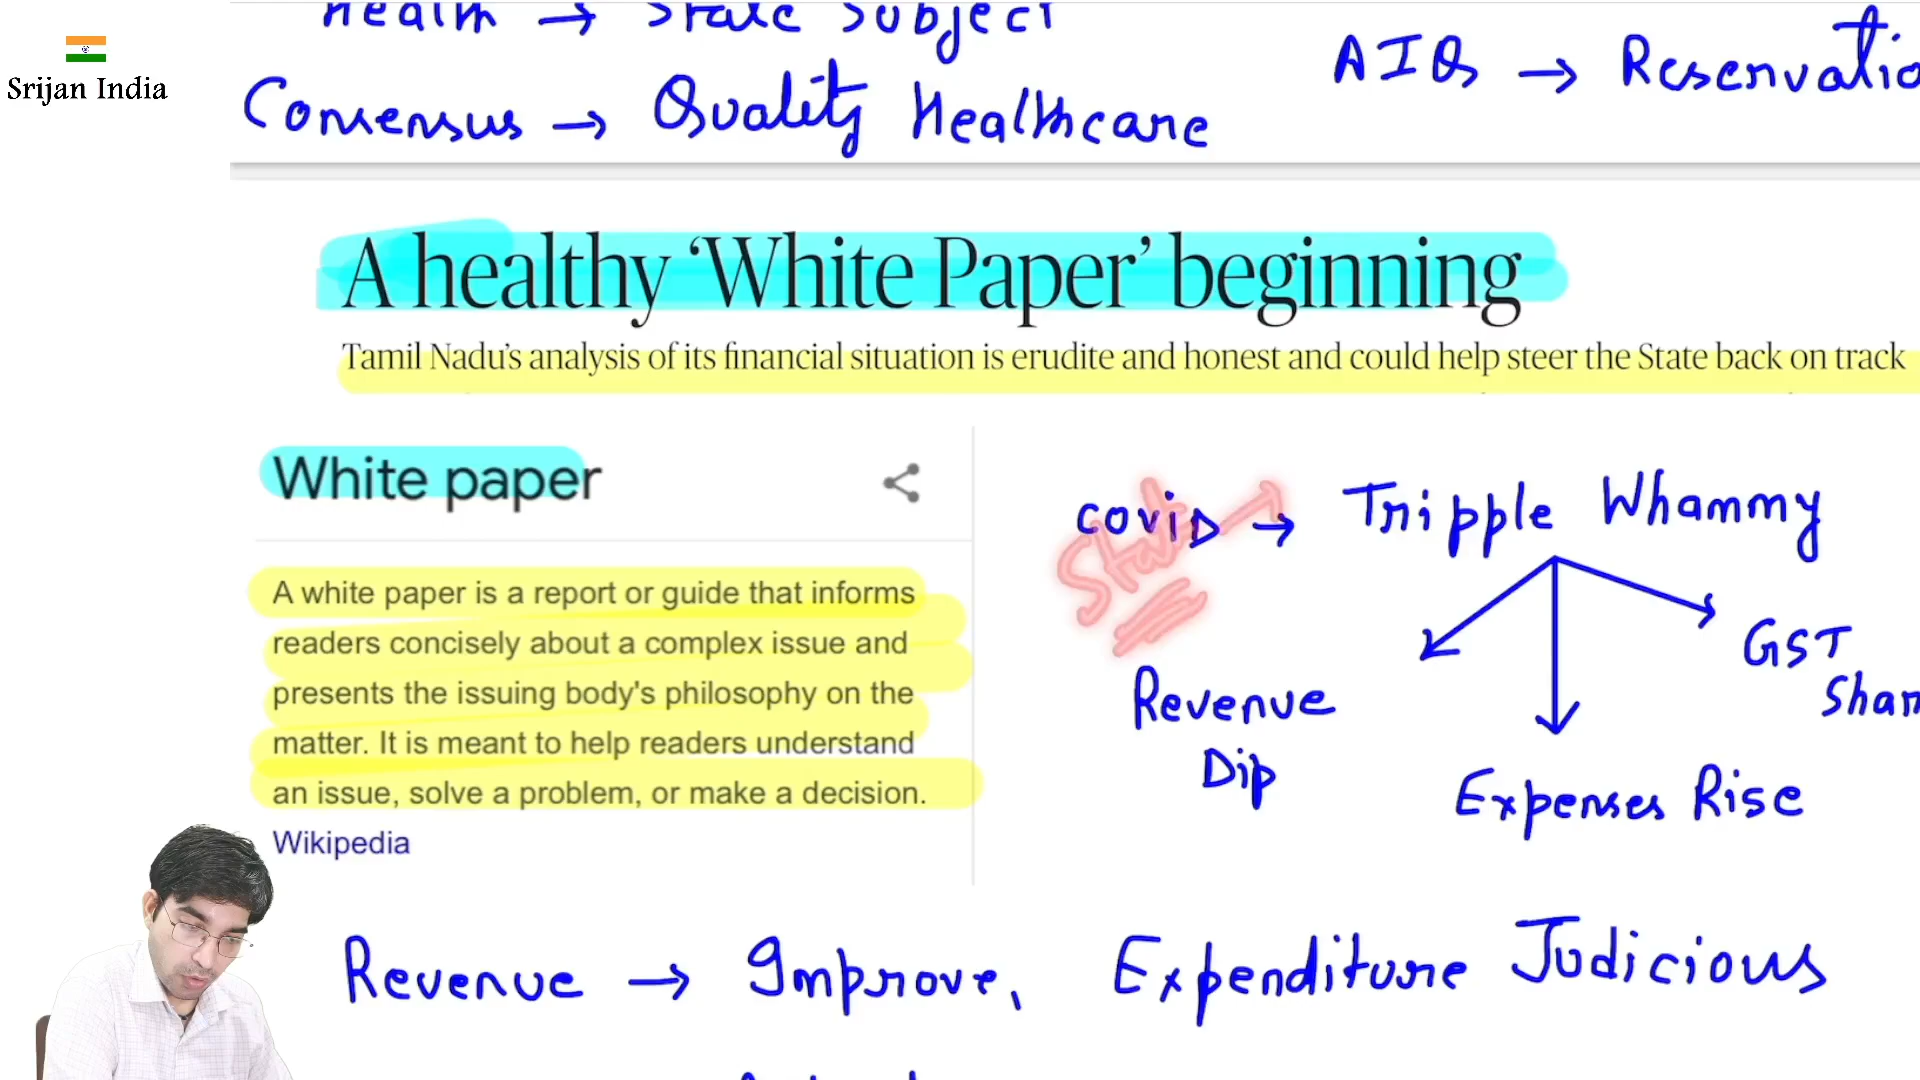 Health → State Subject
AIQ → Reservatio
Srijan India
Consensus → Quality Healthcare
A healthy ‘White Paper’ beginning
Tamil Nadu’s analysis of its financial situation is erudite and honest and could help steer the State back on track
White paper
A white paper is a report or guide that informs
readers concisely about a complex issue and
presents the issuing body's philosophy on the
matter. It is meant to help readers understand
an issue, solve a problem, or make a decision.
Wikipedia
COVID → Tripple Whammy
State →
Revenue
Dip
Expenses Rise
GST
Shar
Revenue → Improve, Expenditure Judicious